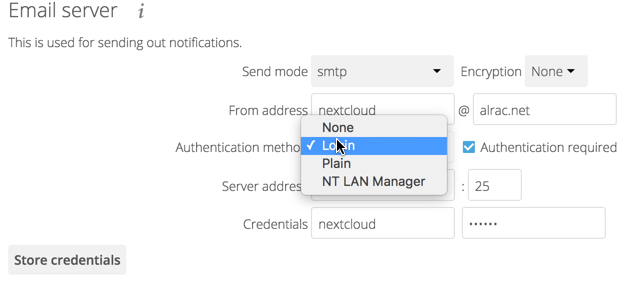 Email server i
This is used for sending out notifications.
Send mode smtp Encryption None
From address nextcloud @ alrac.net
Authentication metho None
Login Authentication required
Plain
Server addres NT LAN Manager : 25
Credentials nextcloud ••••••
Store credentials